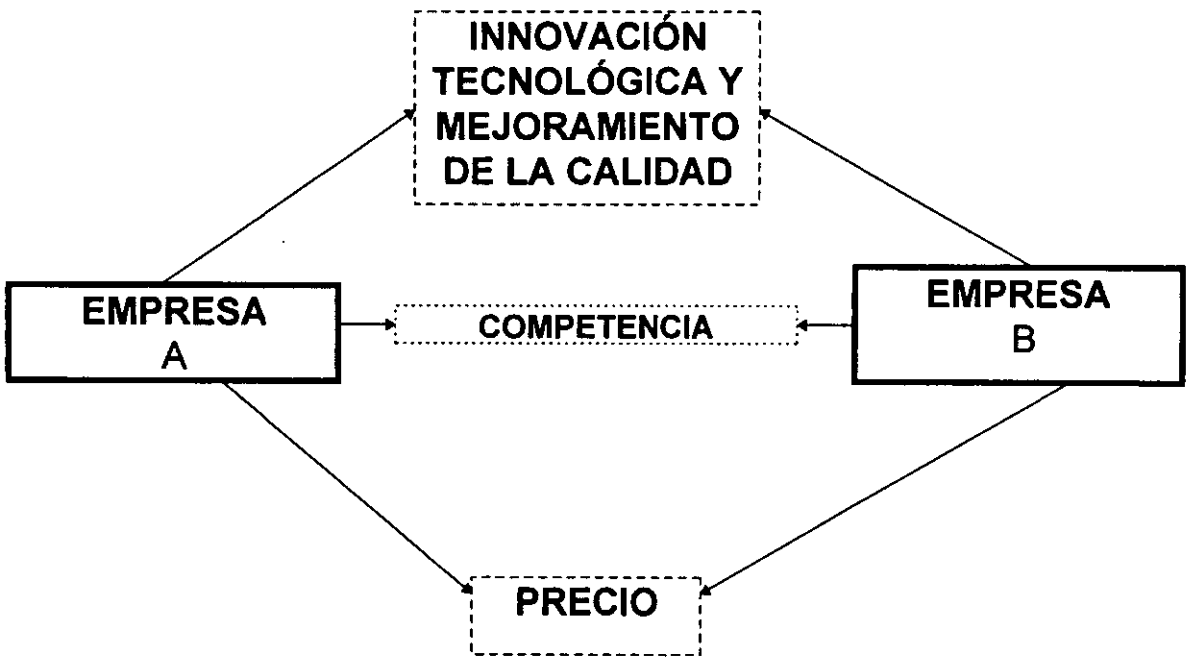 INNOVACIÓN
TECNOLÓGICA Y
MEJORAMIENTO
DE LA CALIDAD
EMPRESA
A
COMPETENCIA
EMPRESA
B
PRECIO